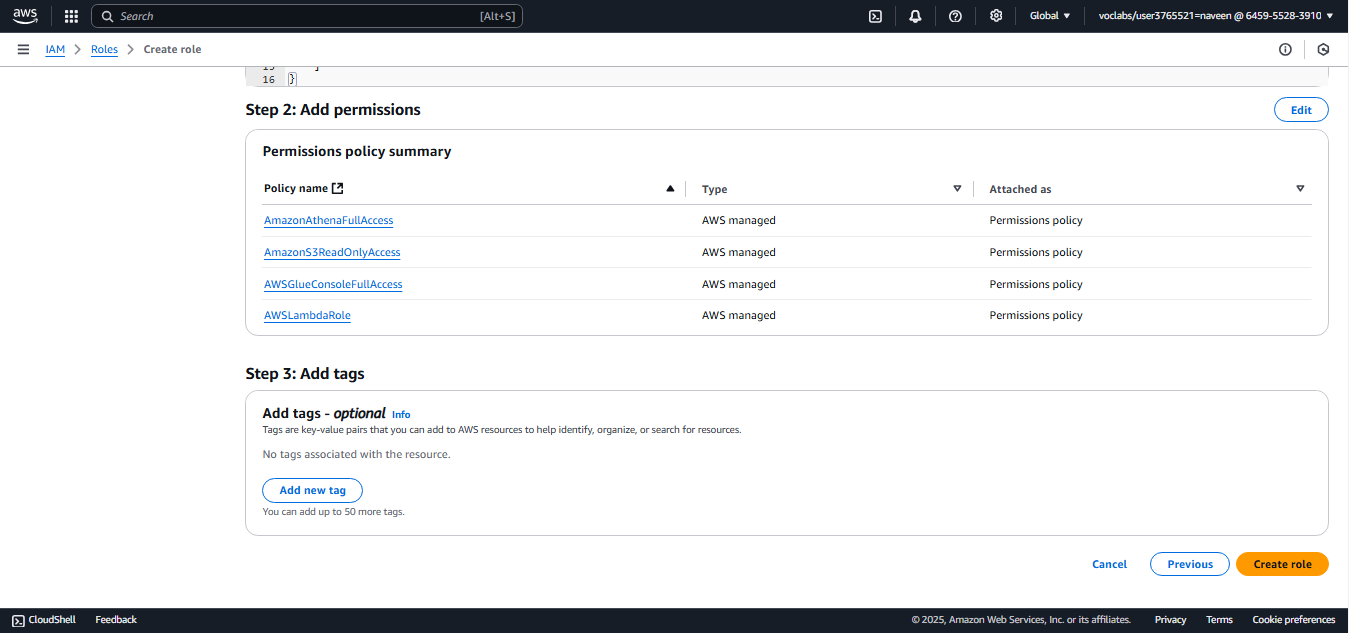 aws
Search [Alt+S]
Global
voclabs/user3765521=naveen @ 6459-5528-3910
IAM Roles Create role
15 ]
16 }
Step 2: Add permissions
Edit
Permissions policy summary
Policy name Type Attached as
AmazonAthenaFullAccess AWS managed Permissions policy
AmazonS3ReadOnlyAccess AWS managed Permissions policy
AWSGlueConsoleFullAccess AWS managed Permissions policy
AWSLambdaRole AWS managed Permissions policy
Step 3: Add tags
Add tags - optional Info
Tags are key-value pairs that you can add to AWS resources to help identify, organize, or search for resources.
No tags associated with the resource.
Add new tag
You can add up to 50 more tags.
Cancel Previous Create role
CloudShell Feedback © 2025, Amazon Web Services, Inc. or its affiliates. Privacy Terms Cookie preferences